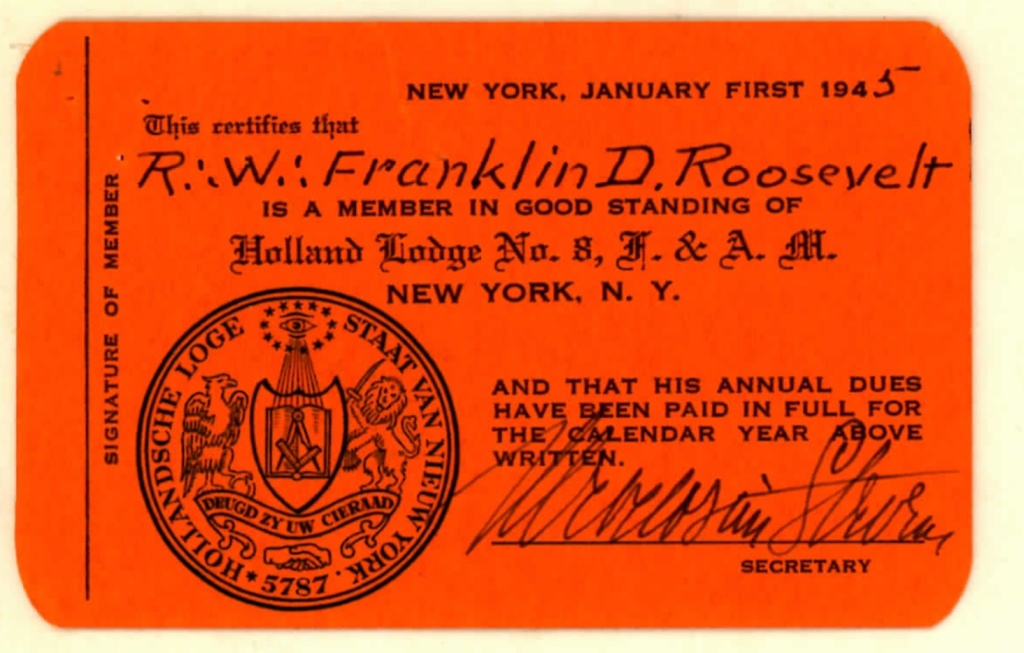 NEW YORK, JANUARY FIRST 1945
This certifies that
R.·.W.·. Franklin D. Roosevelt
IS A MEMBER IN GOOD STANDING OF
Holland Lodge No. 8, F. & A. M.
NEW YORK, N. Y.
SIGNATURE OF MEMBER
HOLLANDSCHE LOGE STAAT VAN NIEUW YORK.
DEUGD ZY UW CIERAAD
* 5787
AND THAT HIS ANNUAL DUES
HAVE BEEN PAID IN FULL FOR
THE CALENDAR YEAR ABOVE
WRITTEN.
SECRETARY